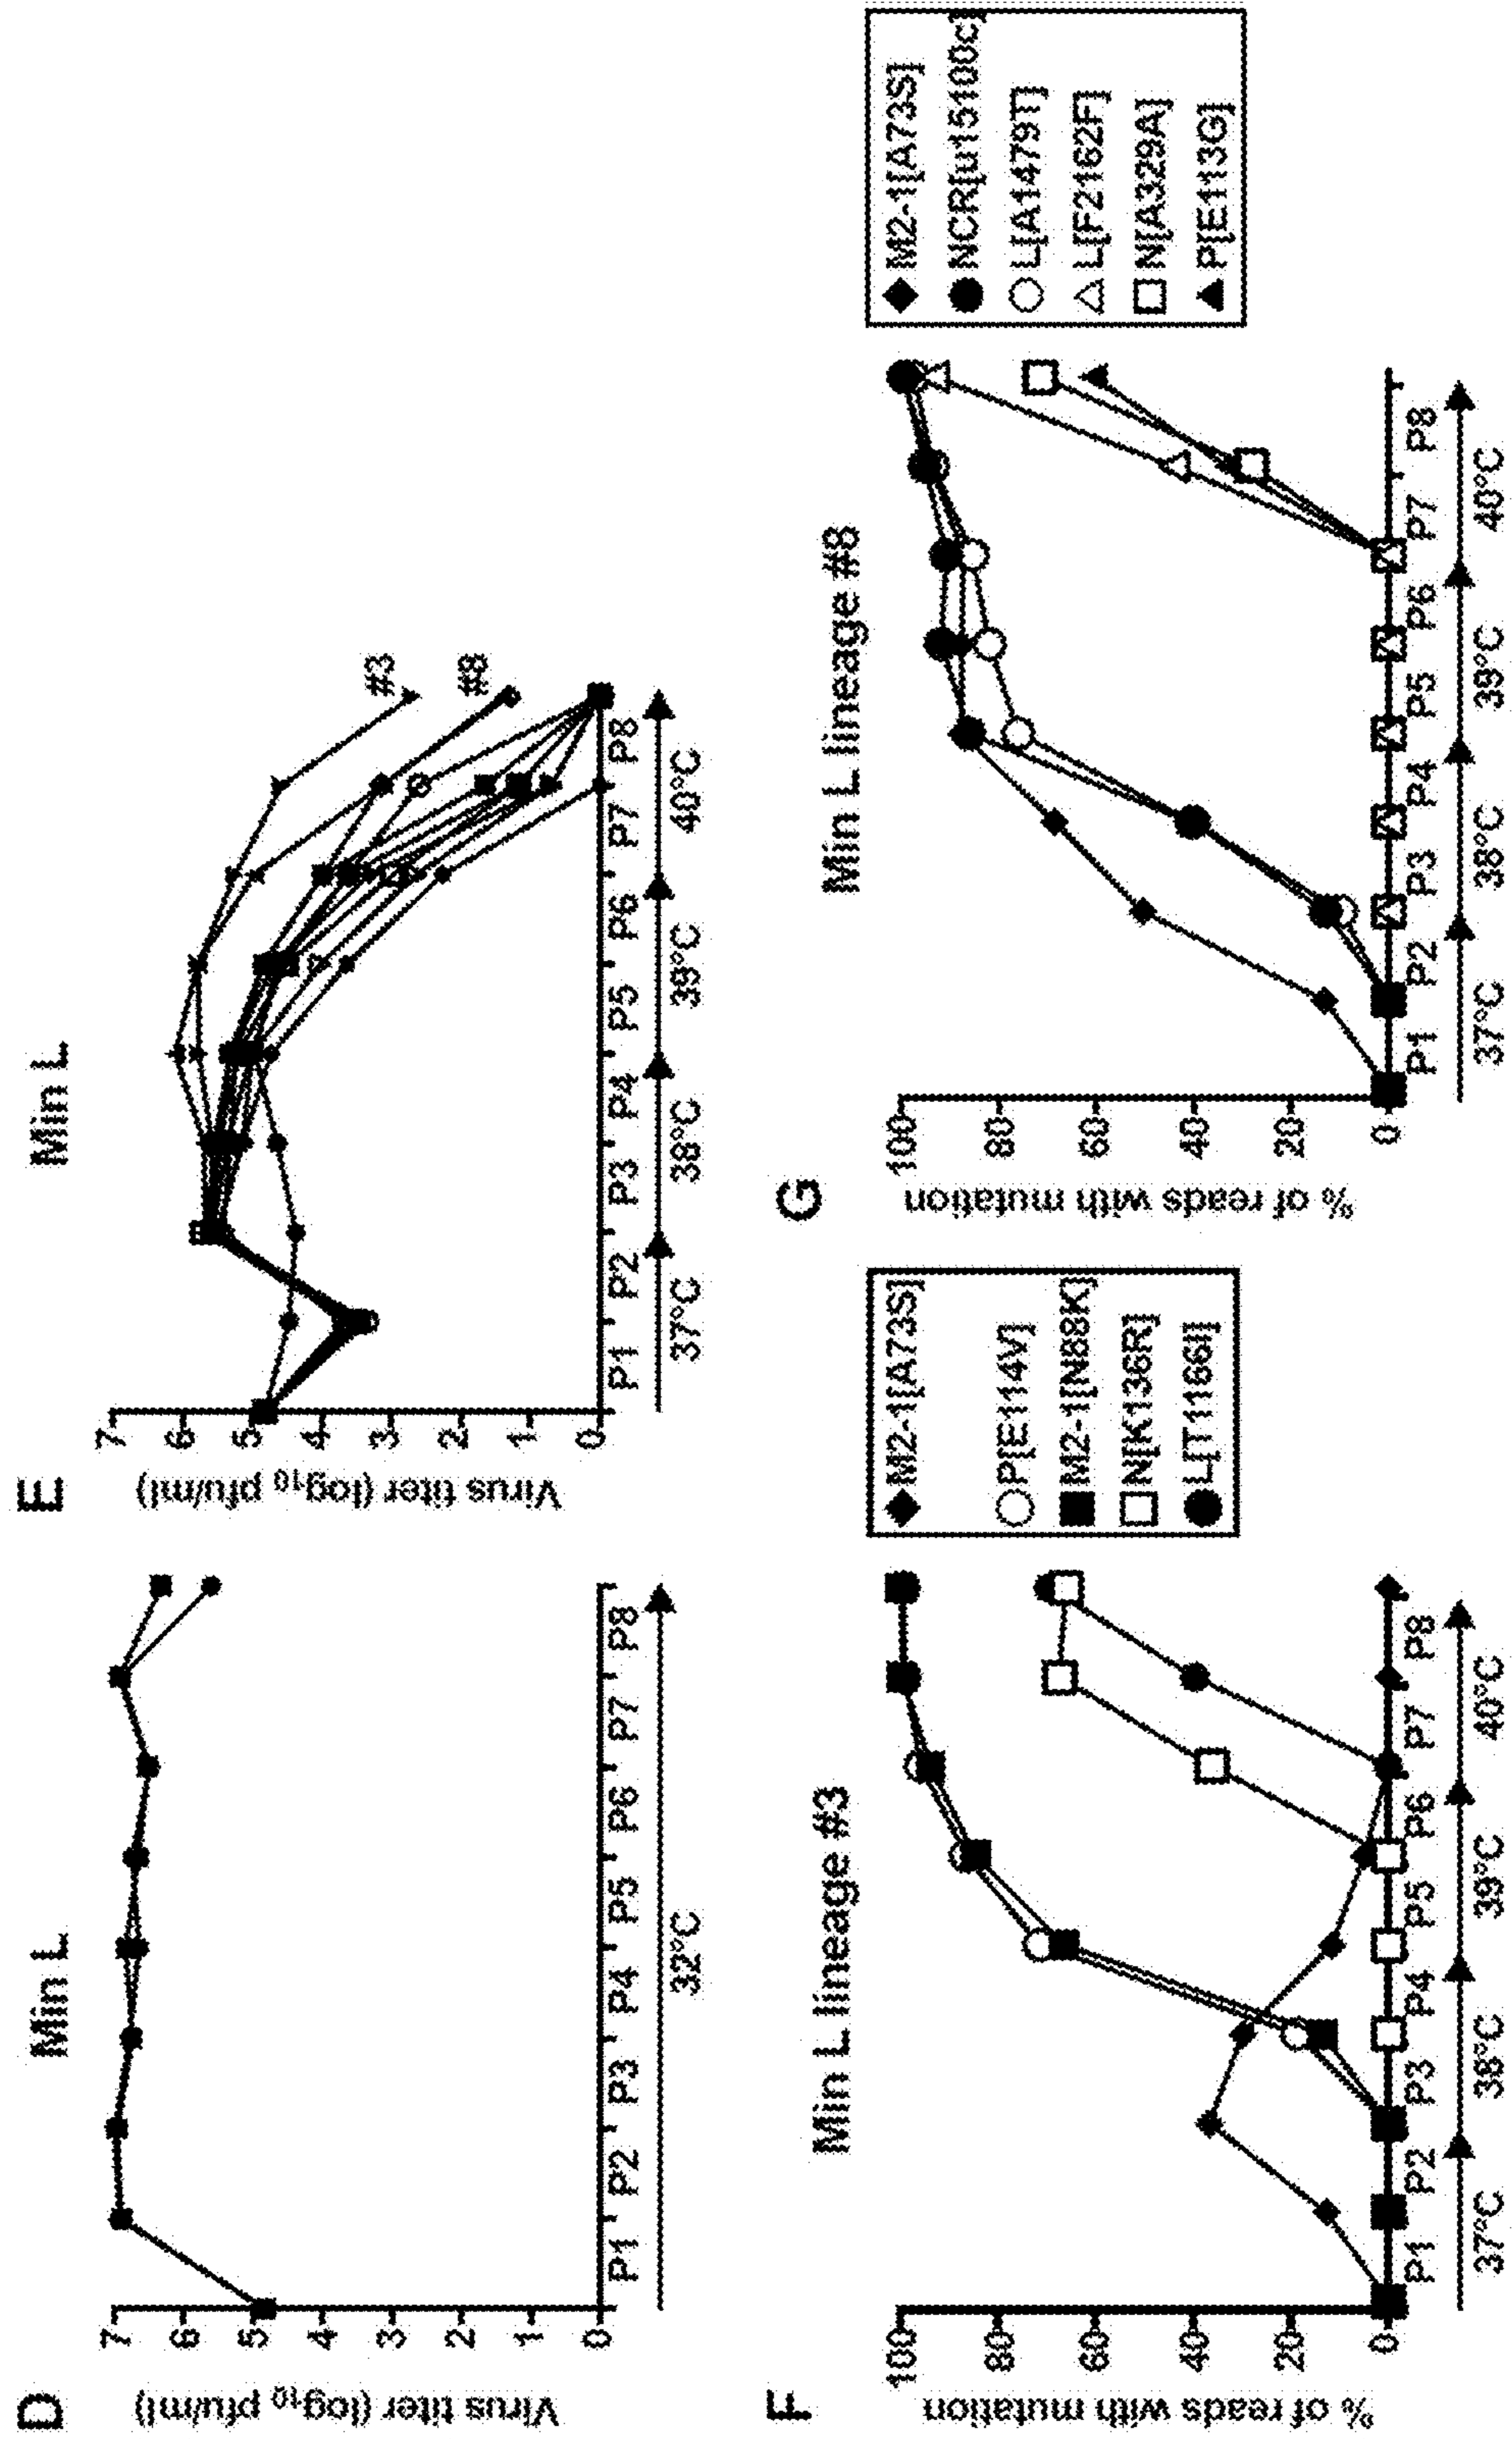 D
Min L
Virus titer (log10 pfu/ml)
7
6
5
4
3
2
1
0
P1 P2 P3 P4 P5 P6 P7 P8
32°C
E
Min L
Virus titer (log10 pfu/ml)
7
6
5
4
3
2
1
0
#3
#8
P1 P2 P3 P4 P5 P6 P7 P8
37°C 38°C 39°C 40°C
F
Min L lineage #3
% of reads with mutation
100
80
60
40
20
0
P1 P2 P3 P4 P5 P6 P7 P8
37°C 38°C 39°C 40°C
M2-1[A73S]
P[E114V]
M2-1[N88K]
N[K136R]
L[T1166I]
G
Min L lineage #8
% of reads with mutation
100
80
60
40
20
0
P1 P2 P3 P4 P5 P6 P7 P8
37°C 38°C 39°C 40°C
M2-1[A73S]
NCR[u15100c]
L[A1479T]
L[F2162F]
N[A329A]
P[E113G]